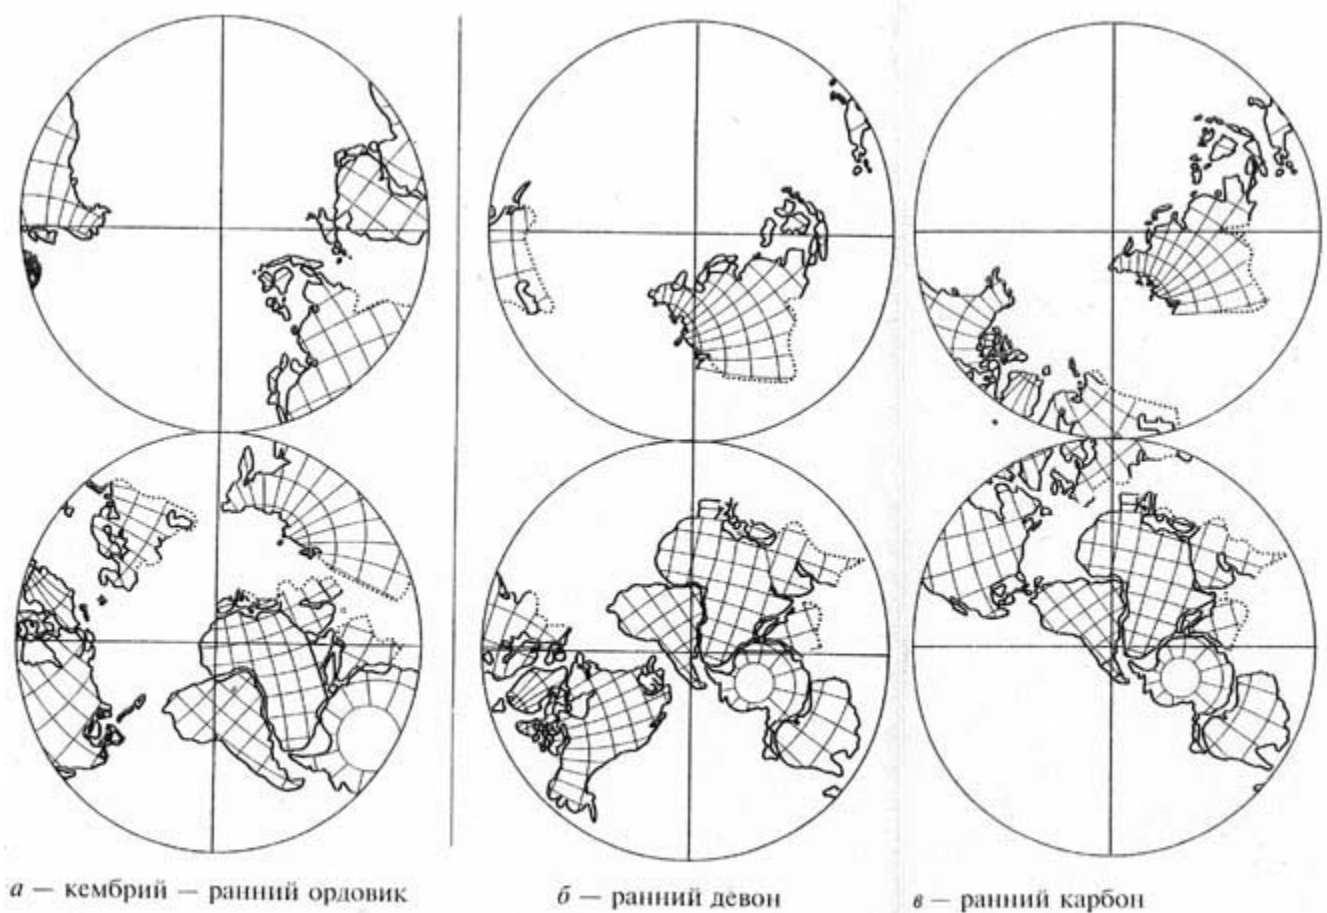 а — кембрий — ранний ордовик
б — ранний девон
в — ранний карбон